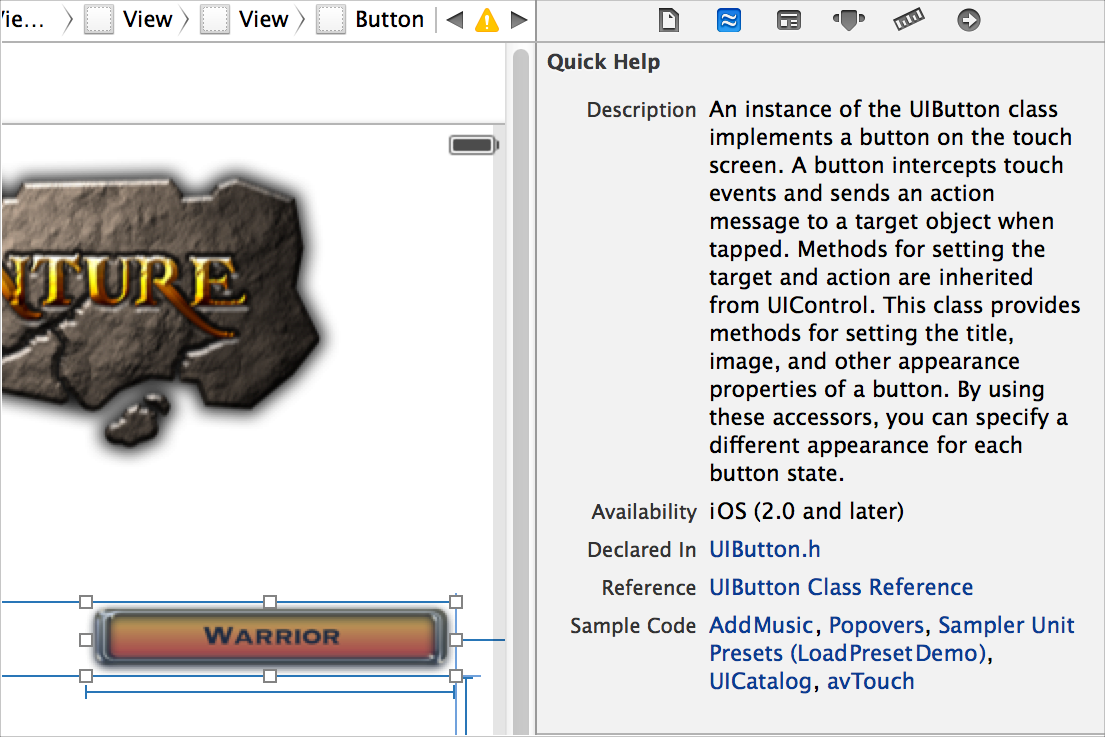 View
View
Button
Quick Help
Description
An instance of the UIButton class
implements a button on the touch
screen. A button intercepts touch
events and sends an action
message to a target object when
tapped. Methods for setting the
target and action are inherited
from UIControl. This class provides
methods for setting the title,
image, and other appearance
properties of a button. By using
these accessors, you can specify a
different appearance for each
button state.
Availability
iOS (2.0 and later)
Declared In
UIButton.h
Reference
UIButton Class Reference
Sample Code
AddMusic, Popovers, Sampler Unit
Presets (LoadPresetDemo),
UICatalog, avTouch
NTURE
WARRIOR